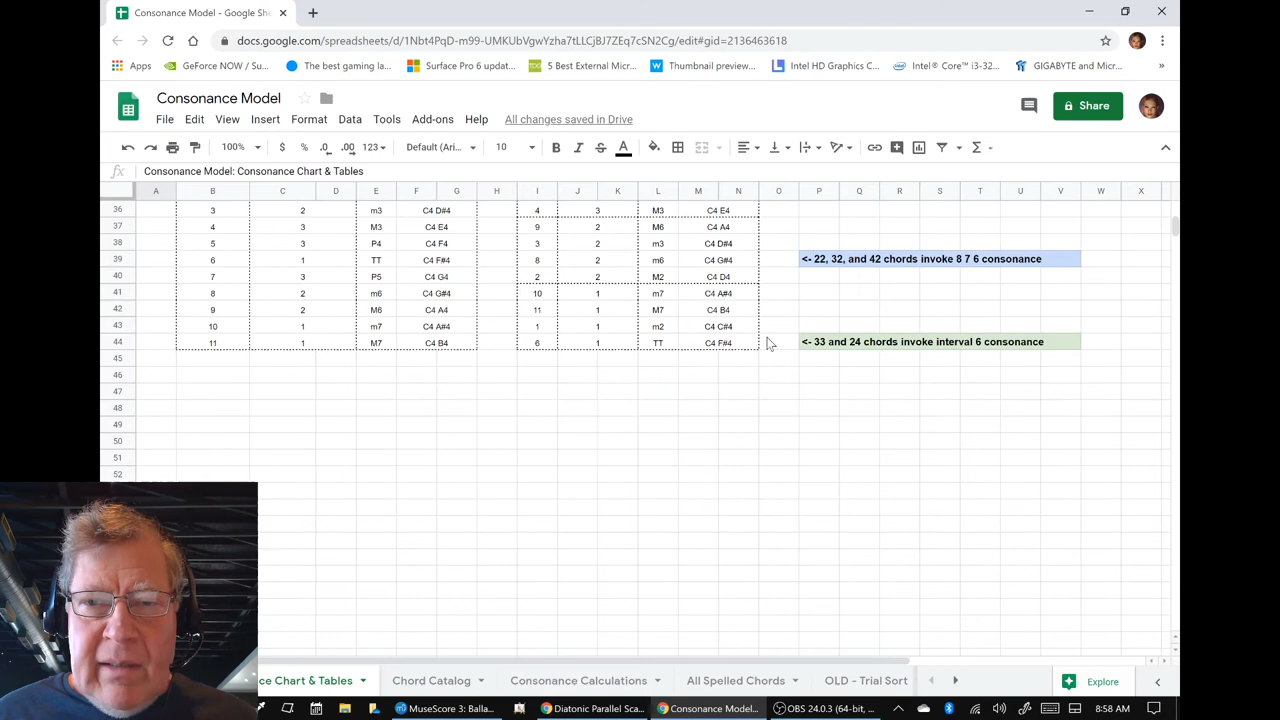 Consonance Model - Google She
docs.google.com/spreadsheets/d/1Nbt4PqD-m99-UMKUbVgwYrha7tLLCjBJ7ZEq7cSN2Cg/edit#gid=2136463618
Apps GeForce NOW / Su... The best gaming la... Surface Pro 6 updat... 5 Best External Micr... Thumbnail preview... Intel HD Graphics C... Intel® Core™ i3-32... GIGABYTE and Micr... »
Consonance Model
File Edit View Insert Format Data Tools Add-ons Help All changes saved in Drive
Share
100% $ % .0 .00 123 Default (Ari... 10 B I S A
fx Consonance Model: Consonance Chart & Tables
A B C D E F G H I J K L M N O P Q R S T U V W X
36 3 2 m3 C4 D#4 4 3 M3 C4 E4
37 4 3 M3 C4 E4 9 2 M6 C4 A4
38 5 3 P4 C4 F4 3 2 m3 C4 D#4
39 6 1 TT C4 F#4 8 2 m6 C4 G#4 <- 22, 32, and 42 chords invoke 8 7 6 consonance
40 7 3 P5 C4 G4 2 2 M2 C4 D4
41 8 2 m6 C4 G#4 10 1 m7 C4 A#4
42 9 2 M6 C4 A4 11 1 M7 C4 B4
43 10 1 m7 C4 A#4 1 1 m2 C4 C#4
44 11 1 M7 C4 B4 6 1 TT C4 F#4 <- 33 and 24 chords invoke interval 6 consonance
45
46
47
48
49
50
51
52
ce Chart & Tables Chord Catalog Consonance Calculations All Spelled Chords OLD - Trial Sort Explore
MuseScore 3: Balla... Diatonic Parallel Sca... Consonance Model... OBS 24.0.3 (64-bit, ... 8:58 AM